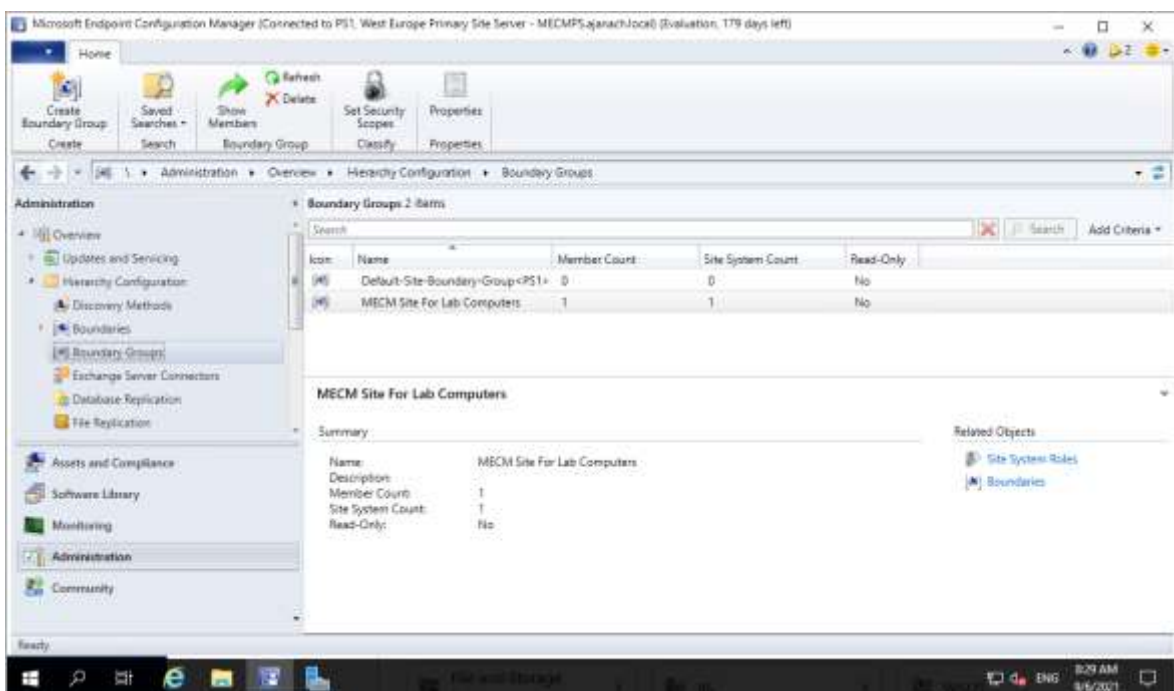 Microsoft Endpoint Configuration Manager (Connected to PS1, West Europe Primary Site Server - MECMPS.ajanach.local) (Evaluation, 179 days left)
Home
2
Create Boundary Group
Saved Searches
Show Members
Refresh
Delete
Set Security Scopes
Properties
Create
Search
Boundary Group
Classify
Properties
\ Administration Overview Hierarchy Configuration Boundary Groups
Administration
Overview
Updates and Servicing
Hierarchy Configuration
Discovery Methods
Boundaries
Boundary Groups
Exchange Server Connectors
Database Replication
File Replication
Assets and Compliance
Software Library
Monitoring
Administration
Community
Boundary Groups 2 items
Search
Search
Add Criteria
Icon Name Member Count Site System Count Read-Only
Default-Site-Boundary-Group<PS1> 0 0 No
MECM Site For Lab Computers 1 1 No
MECM Site For Lab Computers
Summary
Name: MECM Site For Lab Computers
Description:
Member Count: 1
Site System Count: 1
Read-Only: No
Related Objects
Site System Roles
Boundaries
Ready
File and Storage
ENG
8:29 AM
8/6/2021